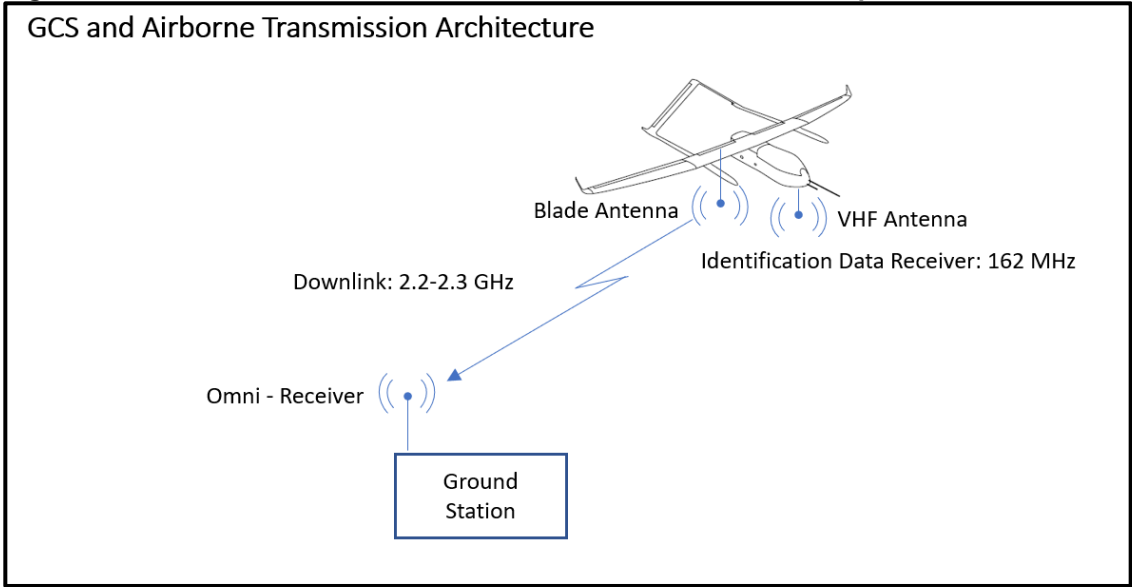 GCS and Airborne Transmission Architecture
Blade Antenna
VHF Antenna
Identification Data Receiver: 162 MHz
Downlink: 2.2-2.3 GHz
Omni - Receiver
Ground
Station